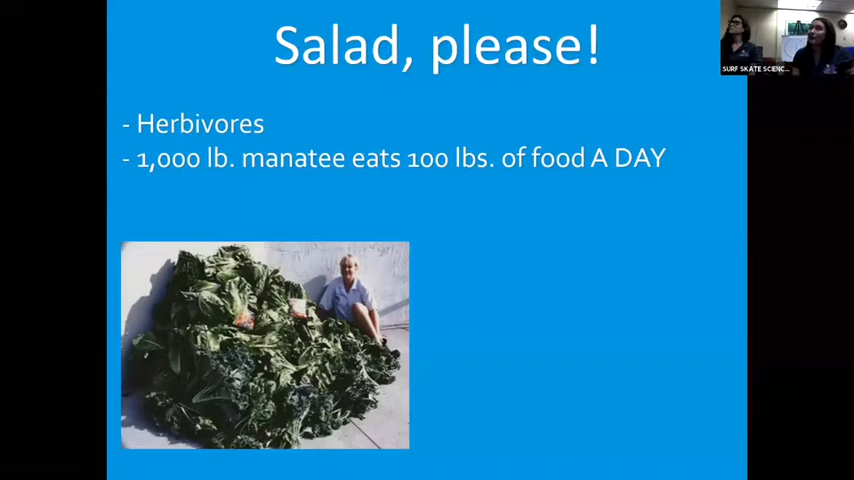 Salad, please!
SURF SKATE SCIENC...
- Herbivores
- 1,000 lb. manatee eats 100 lbs. of food A DAY